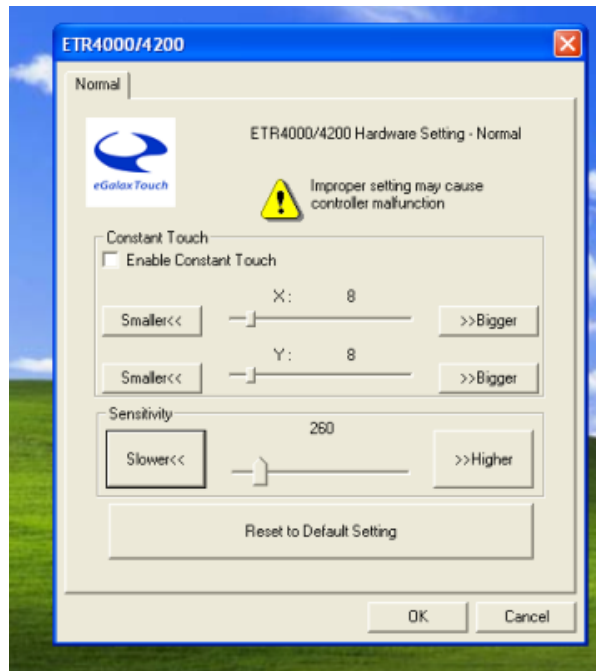 ETR4000/4200
Normal
ETR4000/4200 Hardware Setting - Normal
eGalaxTouch
Improper setting may cause
controller malfunction
Constant Touch
Enable Constant Touch
X: 8
Smaller<< >>Bigger
Y: 8
Smaller<< >>Bigger
Sensitivity
260
Slower<< >>Higher
Reset to Default Setting
OK Cancel